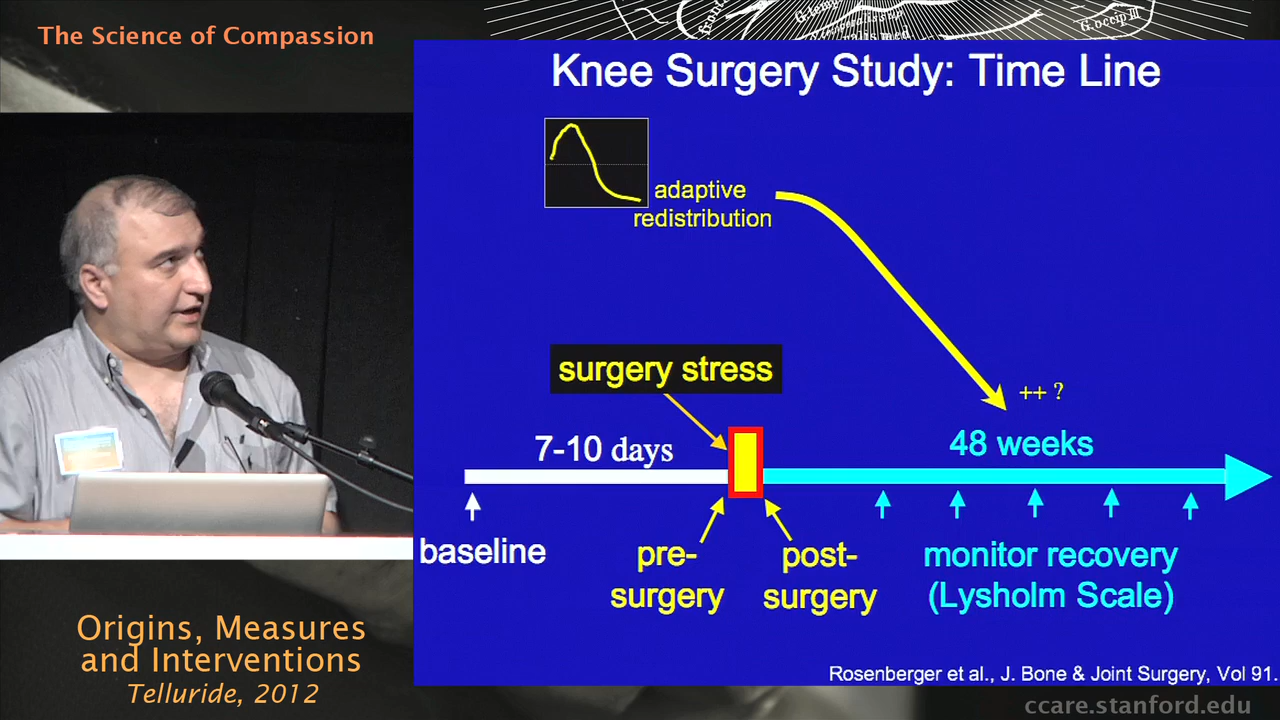 The Science of Compassion
G.occip III
Knee Surgery Study: Time Line
adaptive
redistribution
surgery stress
++ ?
7-10 days
48 weeks
baseline
pre-
surgery
post-
surgery
monitor recovery
(Lysholm Scale)
Origins, Measures
and Interventions
Telluride, 2012
Rosenberger et al., J. Bone & Joint Surgery, Vol 91.
ccare.stanford.edu